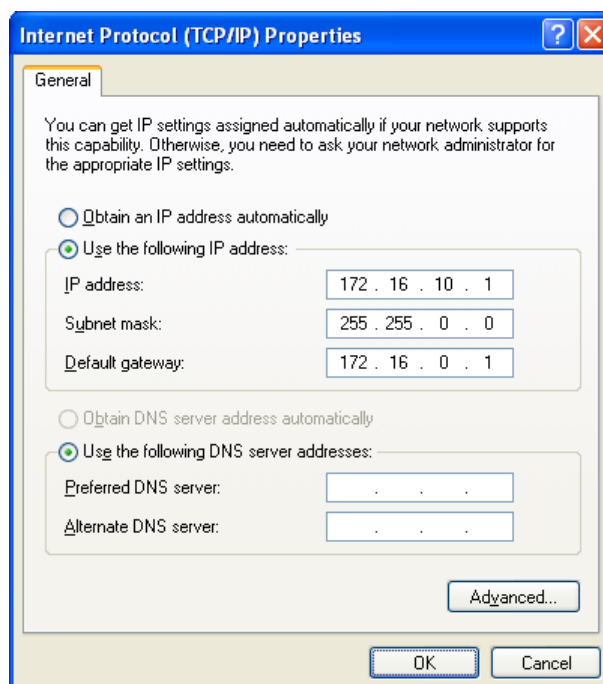 Internet Protocol (TCP/IP) Properties
General
You can get IP settings assigned automatically if your network supports
this capability. Otherwise, you need to ask your network administrator for
the appropriate IP settings.
Obtain an IP address automatically
Use the following IP address:
IP address: 172 . 16 . 10 . 1
Subnet mask: 255 . 255 . 0 . 0
Default gateway: 172 . 16 . 0 . 1
Obtain DNS server address automatically
Use the following DNS server addresses:
Preferred DNS server: . . .
Alternate DNS server: . . .
Advanced...
OK Cancel